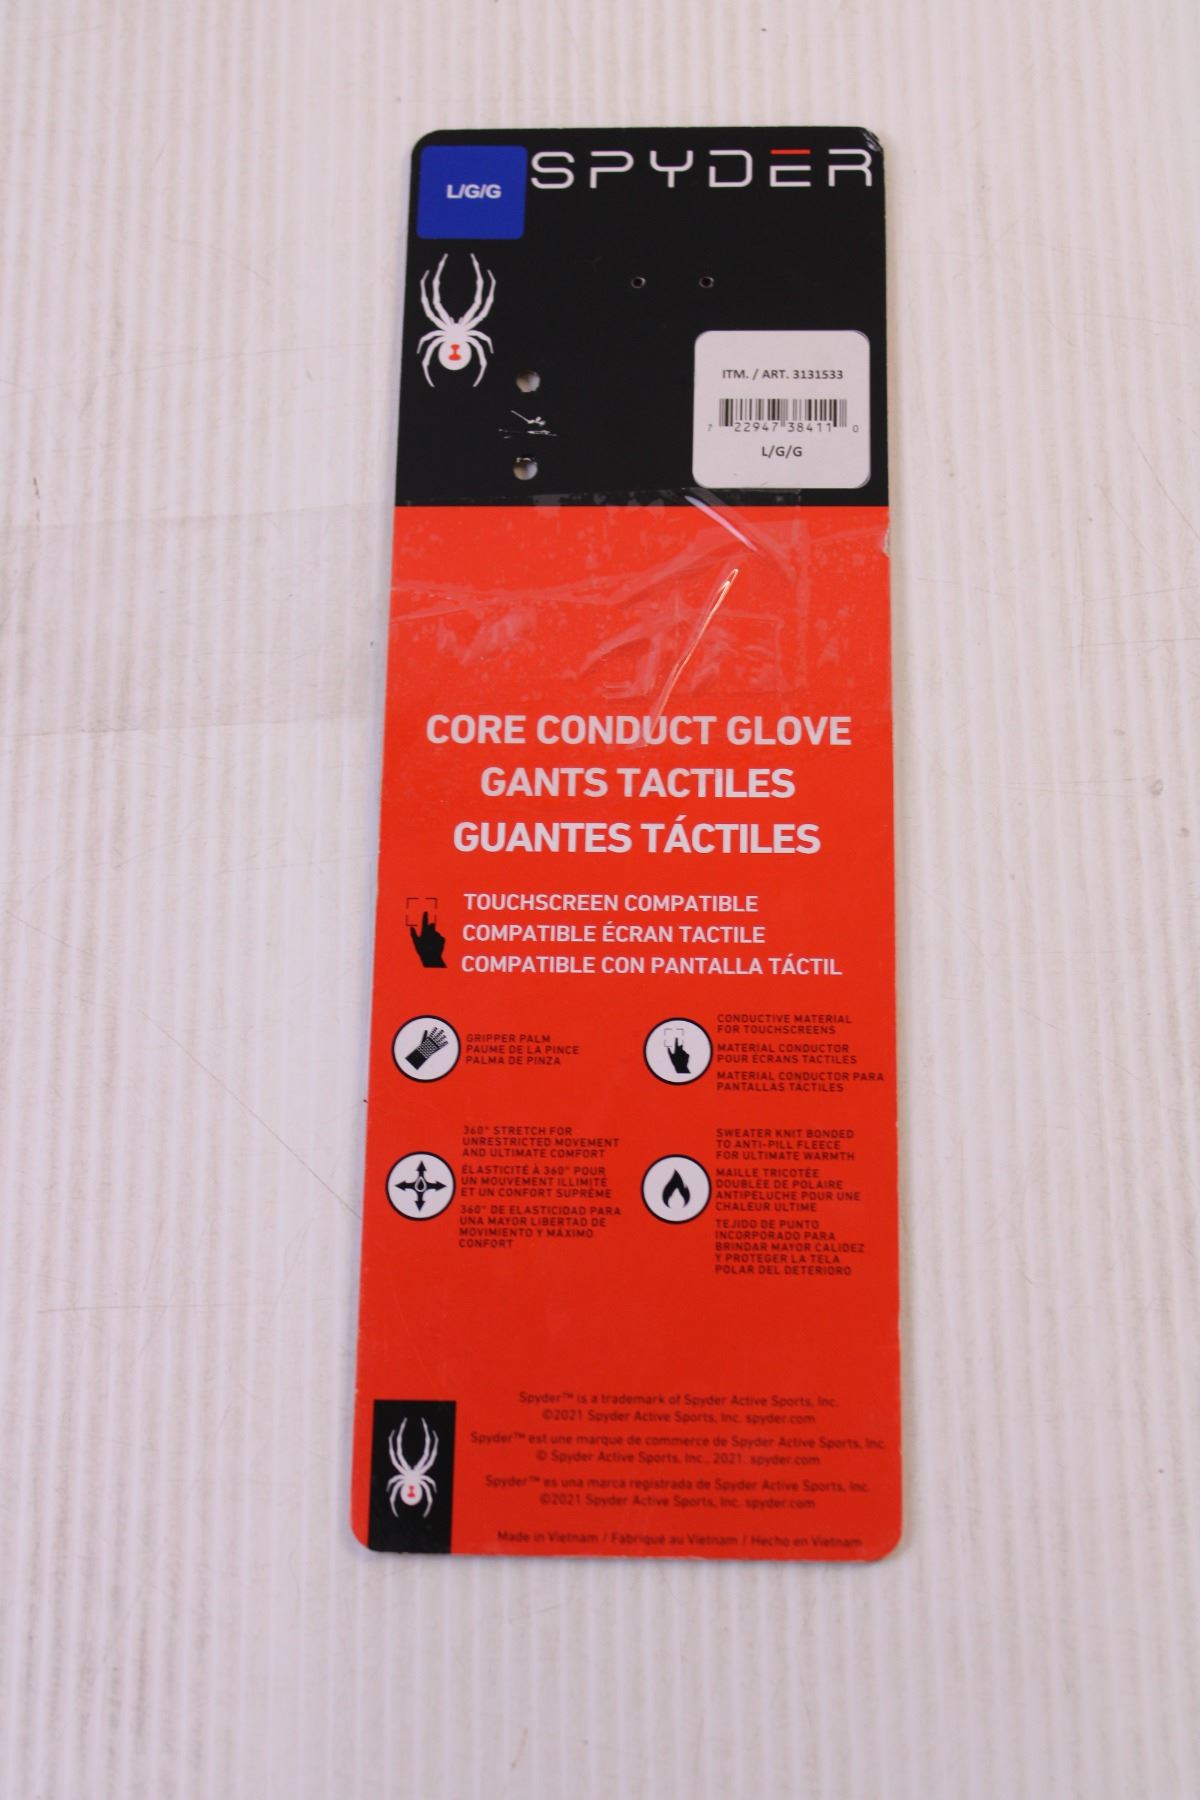 L/G/G
SPYDER
ITM. / ART. 3131533
7 22947 38411 0
L/G/G
CORE CONDUCT GLOVE
GANTS TACTILES
GUANTES TÁCTILES
TOUCHSCREEN COMPATIBLE
COMPATIBLE ÉCRAN TACTILE
COMPATIBLE CON PANTALLA TÁCTIL
GRIPPER PALM
PAUME DE LA PINCE
PALMA DE PINZA
CONDUCTIVE MATERIAL
FOR TOUCHSCREENS
MATERIAL CONDUCTOR
POUR ÉCRANS TACTILES
MATERIAL CONDUCTOR PARA
PANTALLAS TÁCTILES
360° STRETCH FOR
UNRESTRICTED MOVEMENT
AND ULTIMATE COMFORT
ÉLASTICITÉ À 360° POUR
UN MOUVEMENT ILLIMITÉ
ET UN CONFORT SUPRÊME
360° DE ELASTICIDAD PARA
UNA MAYOR LIBERTAD DE
MOVIMIENTO Y MÁXIMO
CONFORT
SWEATER KNIT BONDED
TO ANTI-PILL FLEECE
FOR ULTIMATE WARMTH
MAILLE TRICOTÉE
DOUBLÉE DE POLAIRE
ANTIPELUCHE POUR UNE
CHALEUR ULTIME
TEJIDO DE PUNTO
INCORPORADO PARA
BRINDAR MAYOR CALIDEZ
Y PROTEGER LA TELA
POLAR DEL DETERIORO
Spyder™ is a trademark of Spyder Active Sports, Inc.
©2021 Spyder Active Sports, Inc. spyder.com
Spyder™ est une marque de commerce de Spyder Active Sports, Inc.
© Spyder Active Sports, Inc., 2021. spyder.com
Spyder™ es una marca registrada de Spyder Active Sports, Inc.
©2021 Spyder Active Sports, Inc. spyder.com
Made in Vietnam / Fabriqué au Vietnam / Hecho en Vietnam